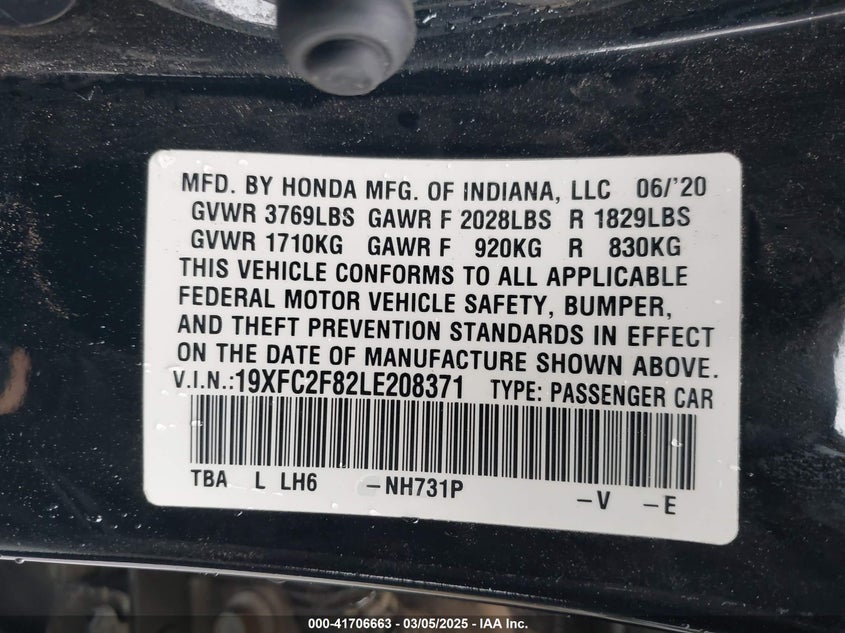 MFD. BY HONDA MFG. OF INDIANA, LLC 06/'20
GVWR 3769LBS GAWR F 2028LBS R 1829LBS
GVWR 1710KG GAWR F 920KG R 830KG
THIS VEHICLE CONFORMS TO ALL APPLICABLE
FEDERAL MOTOR VEHICLE SAFETY, BUMPER,
AND THEFT PREVENTION STANDARDS IN EFFECT
ON THE DATE OF MANUFACTURE SHOWN ABOVE.
V.I.N.:19XFC2F82LE208371 TYPE: PASSENGER CAR
TBA L LH6 –NH731P –V –E
000-41706663 — 03/05/2025 — IAA Inc.